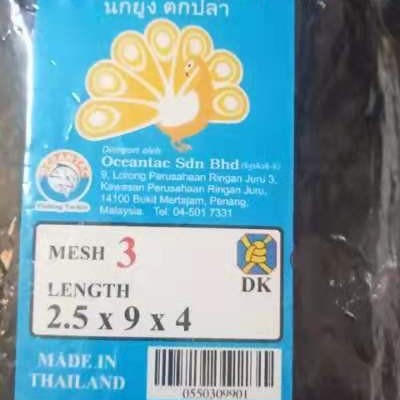 นกยูง ตกปลา
Diimport oleh
Oceantac Sdn Bhd
9, Lorong Perusahaan Ringan Juru 3,
Kawasan Perusahaan Ringan Juru,
14100 Bukit Mertajam, Penang,
Malaysia. Tel: 04-501 7331
OCEANTAC
Fishing Tackle
MESH 3
DK
LENGTH
2.5 x 9 x 4
MADE IN
THAILAND
0550309901